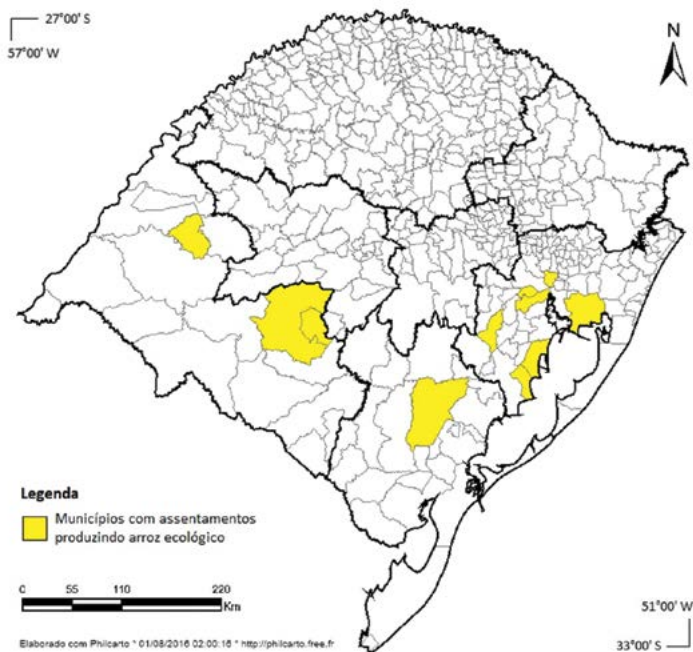 27°00' S
57°00' W
N
Legenda
Municípios com assentamentos
produzindo arroz ecológico
0 55 110 220
Km
51°00' W
33°00' S
Elaborado com Philcarto * 01/08/2016 02:00:16 * http://philcarto.free.fr